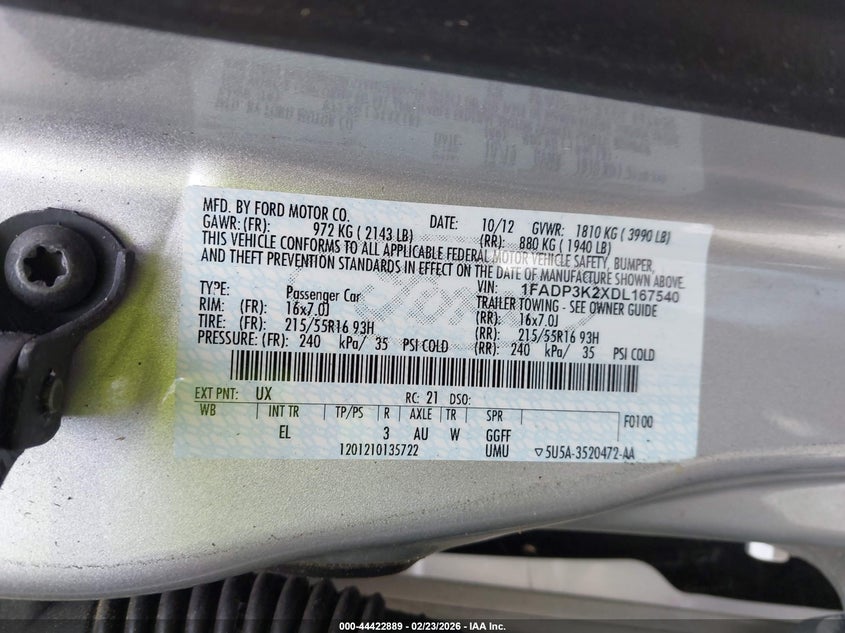 MFD. BY FORD MOTOR CO. DATE: 10/12 GVWR: 1810 KG ( 3990 LB)
GAWR: (FR): 972 KG ( 2143 LB) (RR): 880 KG ( 1940 LB)
THIS VEHICLE CONFORMS TO ALL APPLICABLE FEDERAL MOTOR VEHICLE SAFETY, BUMPER,
AND THEFT PREVENTION STANDARDS IN EFFECT ON THE DATE OF MANUFACTURE SHOWN ABOVE.
VIN: 1FADP3K2XDL167540
TYPE: Passenger Car TRAILER TOWING - SEE OWNER GUIDE
RIM: (FR): 16x7.0J (RR): 16x7.0J
TIRE: (FR): 215/55R16 93H (RR): 215/55R16 93H
PRESSURE: (FR): 240 kPa/ 35 PSI COLD (RR): 240 kPa/ 35 PSI COLD
EXT PNT: UX RC: 21 DSO:
WB INT TR TP/PS R AXLE TR SPR F0100
EL 3 AU W GGFF
1201210135722 UMU ▽5U5A-3520472-AA
000-44422889 - 02/23/2026 - IAA Inc.